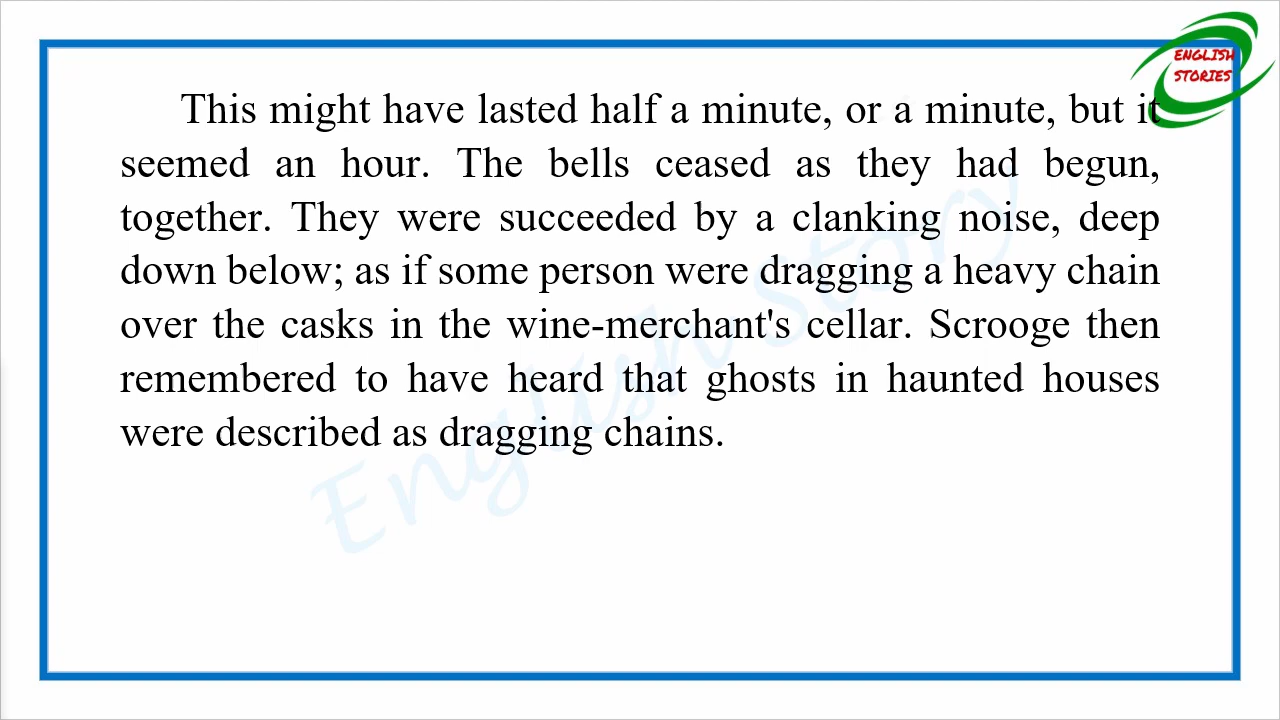 ENGLISH
STORIES
This might have lasted half a minute, or a minute, but it
seemed an hour. The bells ceased as they had begun,
together. They were succeeded by a clanking noise, deep
down below; as if some person were dragging a heavy chain
over the casks in the wine-merchant's cellar. Scrooge then
remembered to have heard that ghosts in haunted houses
were described as dragging chains.
English Story